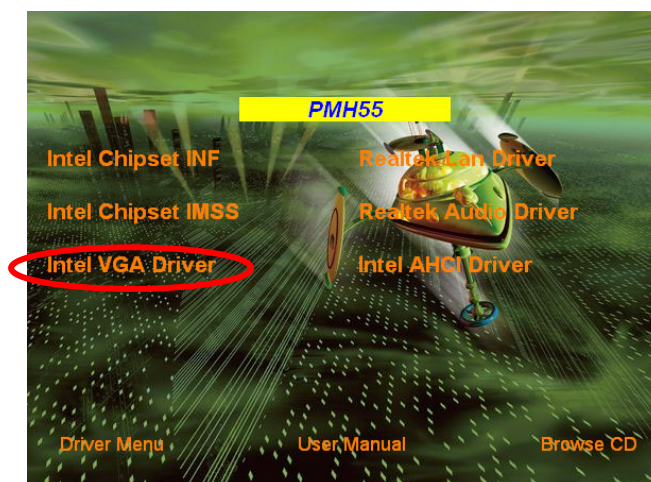 PMH55
Intel Chipset INF
Realtek Lan Driver
Intel Chipset IMSS
Realtek Audio Driver
Intel VGA Driver
Intel AHCI Driver
Driver Menu
User Manual
Browse CD